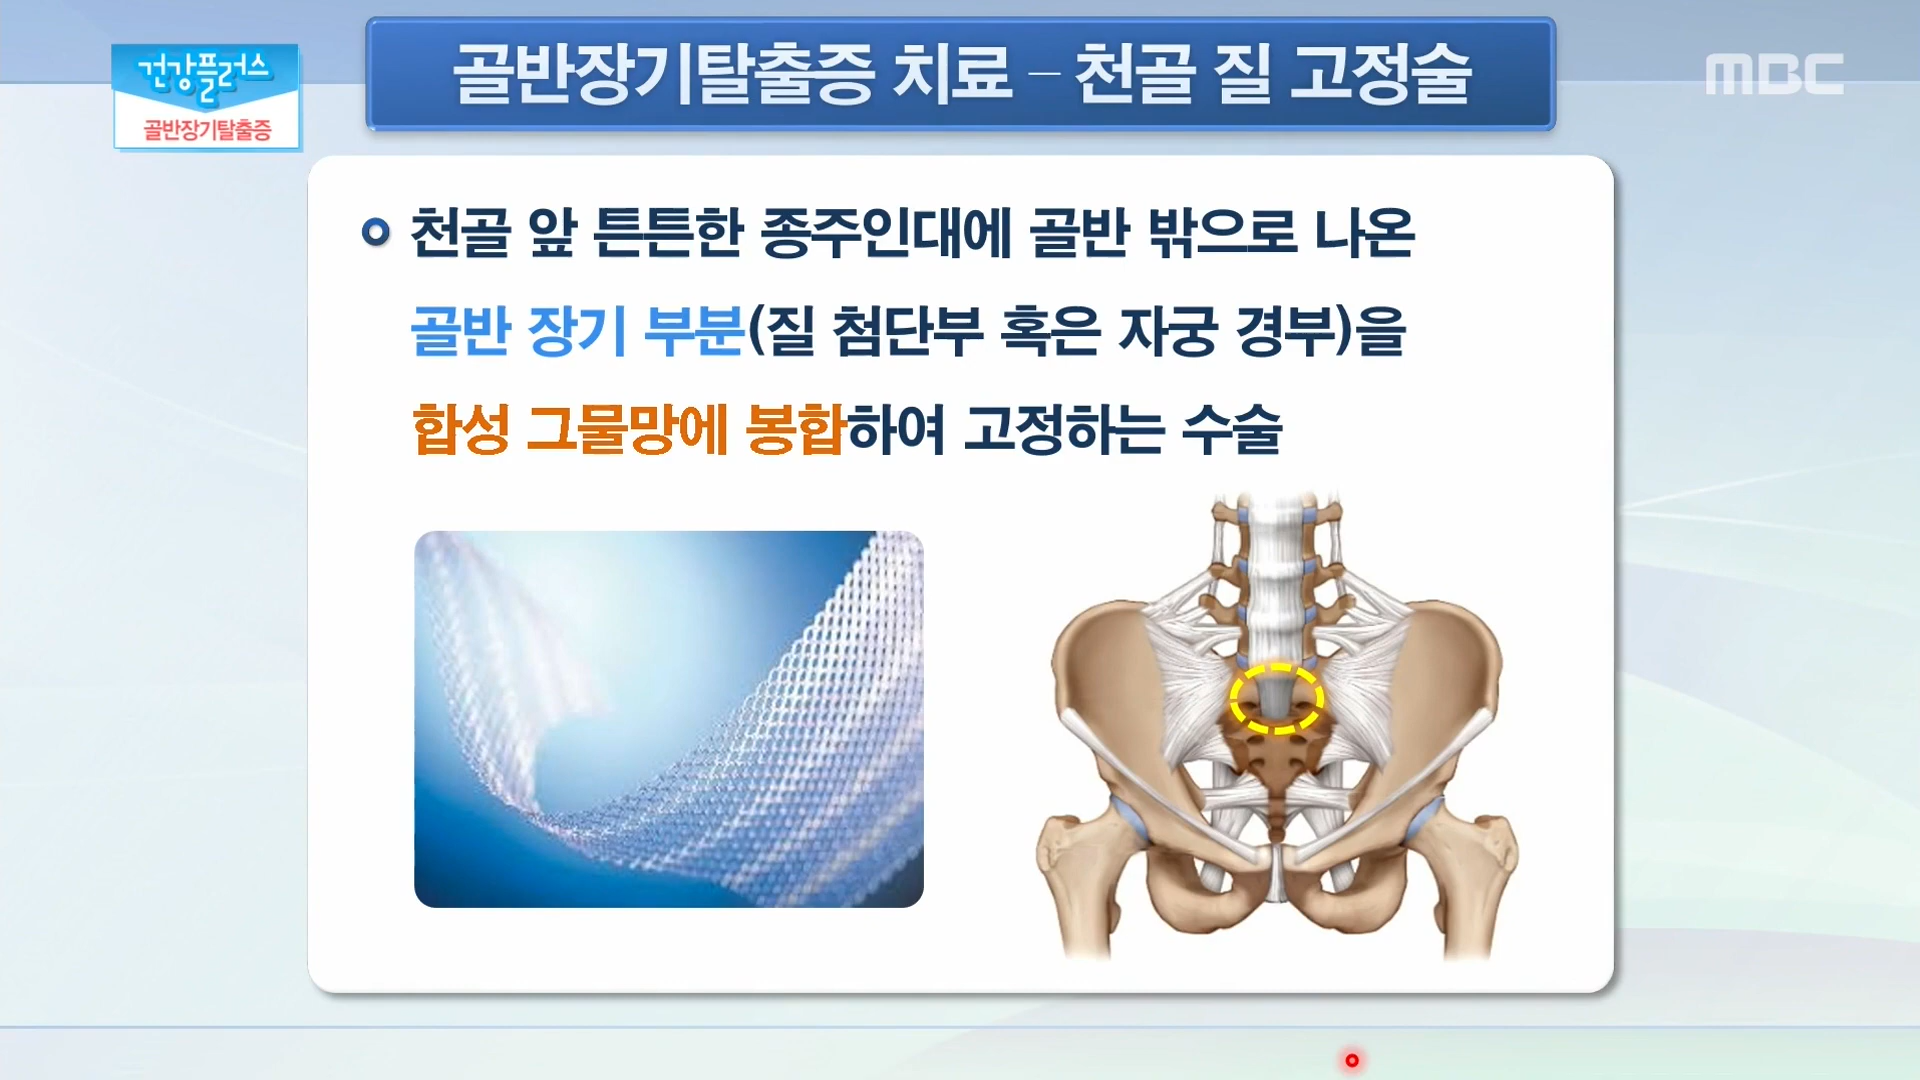 건강플러스
골반장기탈출증
골반장기탈출증 치료 – 천골 질 고정술
MBC
천골 앞 튼튼한 종주인대에 골반 밖으로 나온
골반 장기 부분(질 첨단부 혹은 자궁 경부)을
합성 그물망에 봉합하여 고정하는 수술